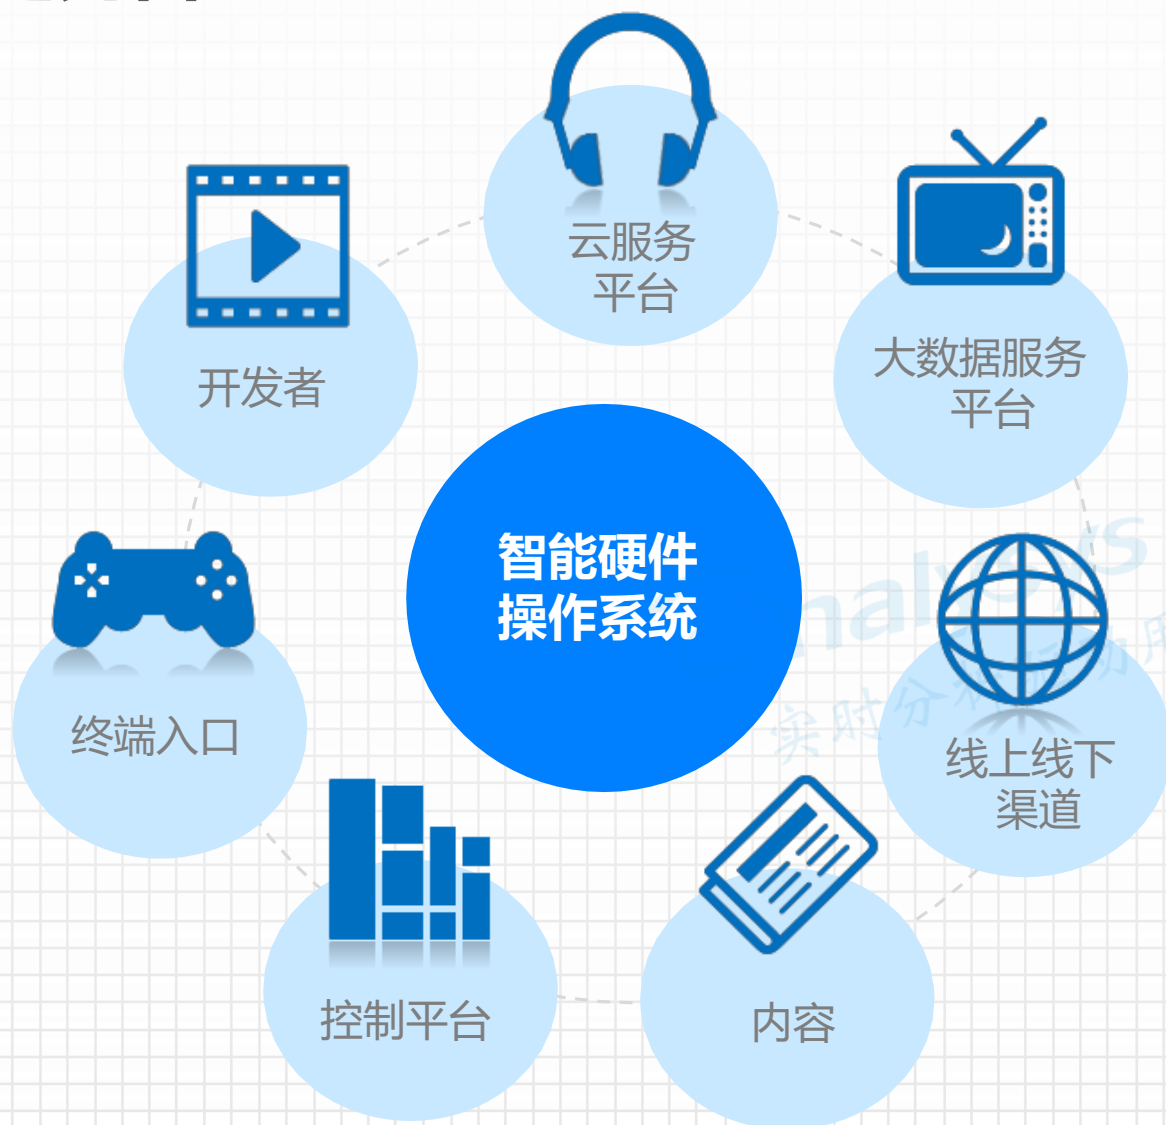 云服务
平台
大数据服务
平台
开发者
智能硬件
操作系统
终端入口
线上线下
渠道
控制平台
内容